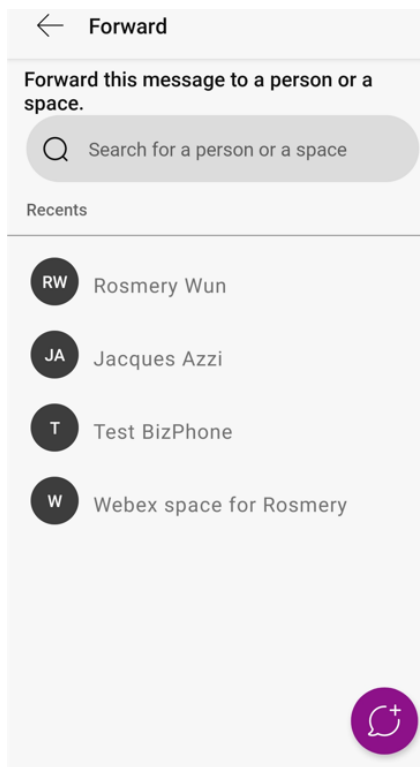 Forward
Forward this message to a person or a
space.
Search for a person or a space
Recents
RW Rosmery Wun
JA Jacques Azzi
T Test BizPhone
W Webex space for Rosmery